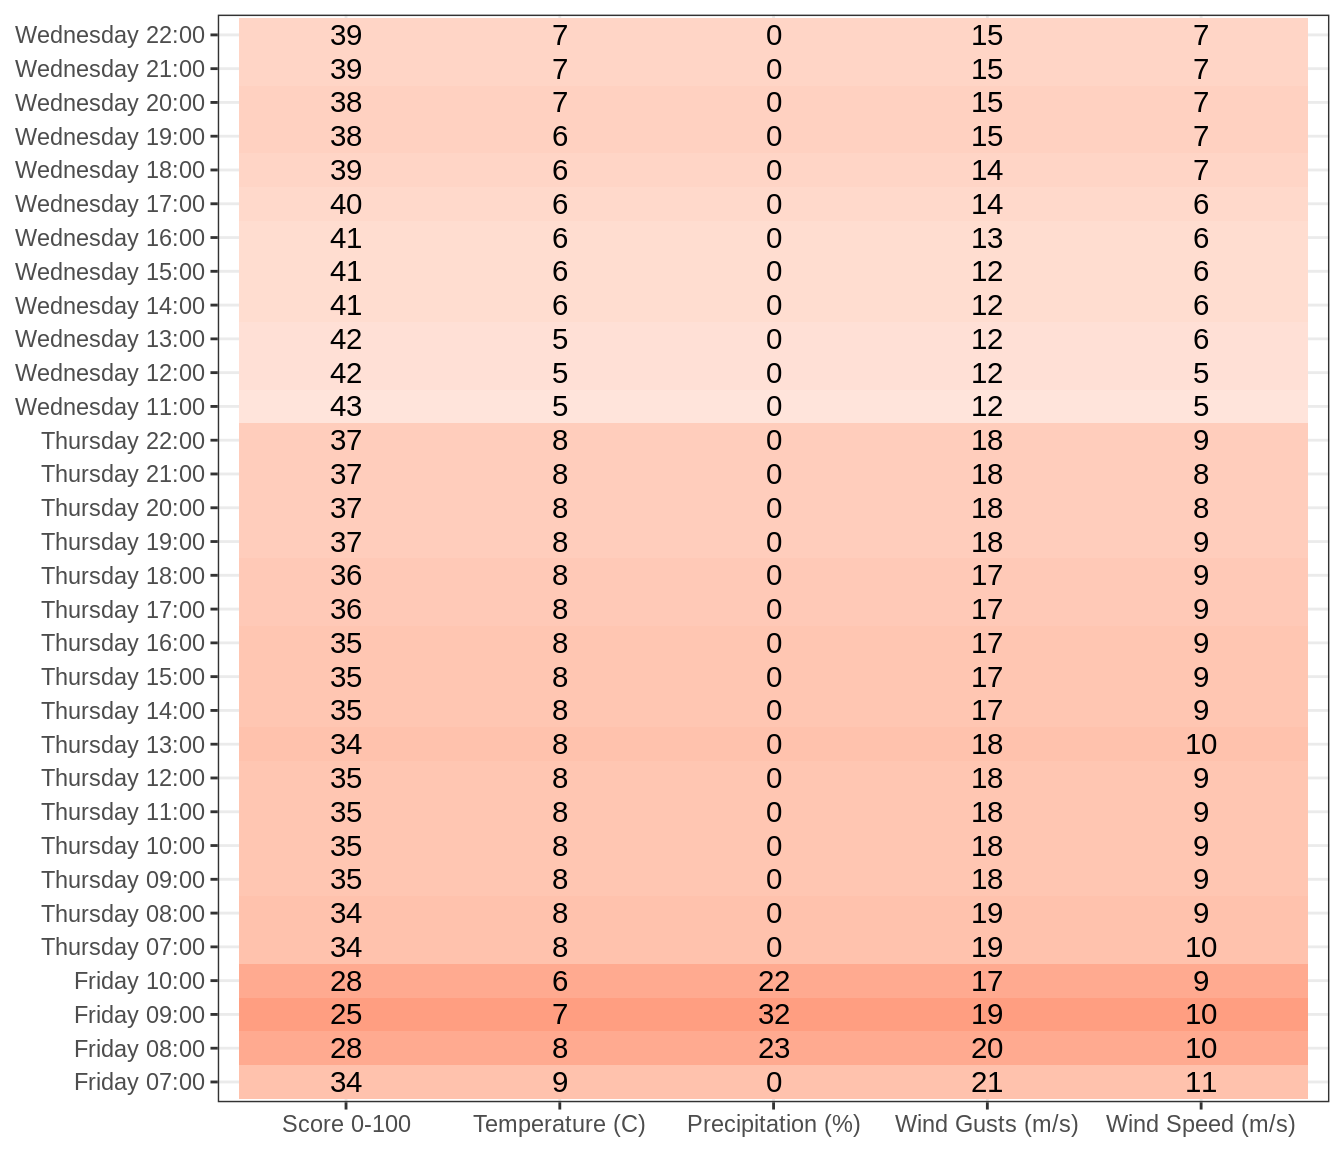 Wednesday 22:00 39 7 0 15 7
Wednesday 21:00 39 7 0 15 7
Wednesday 20:00 38 7 0 15 7
Wednesday 19:00 38 6 0 15 7
Wednesday 18:00 39 6 0 14 7
Wednesday 17:00 40 6 0 14 6
Wednesday 16:00 41 6 0 13 6
Wednesday 15:00 41 6 0 12 6
Wednesday 14:00 41 6 0 12 6
Wednesday 13:00 42 5 0 12 6
Wednesday 12:00 42 5 0 12 5
Wednesday 11:00 43 5 0 12 5
Thursday 22:00 37 8 0 18 9
Thursday 21:00 37 8 0 18 8
Thursday 20:00 37 8 0 18 8
Thursday 19:00 37 8 0 18 9
Thursday 18:00 36 8 0 17 9
Thursday 17:00 36 8 0 17 9
Thursday 16:00 35 8 0 17 9
Thursday 15:00 35 8 0 17 9
Thursday 14:00 35 8 0 17 9
Thursday 13:00 34 8 0 18 10
Thursday 12:00 35 8 0 18 9
Thursday 11:00 35 8 0 18 9
Thursday 10:00 35 8 0 18 9
Thursday 09:00 35 8 0 18 9
Thursday 08:00 34 8 0 19 9
Thursday 07:00 34 8 0 19 10
Friday 10:00 28 6 22 17 9
Friday 09:00 25 7 32 19 10
Friday 08:00 28 8 23 20 10
Friday 07:00 34 9 0 21 11
Score 0-100 Temperature (C) Precipitation (%) Wind Gusts (m/s) Wind Speed (m/s)